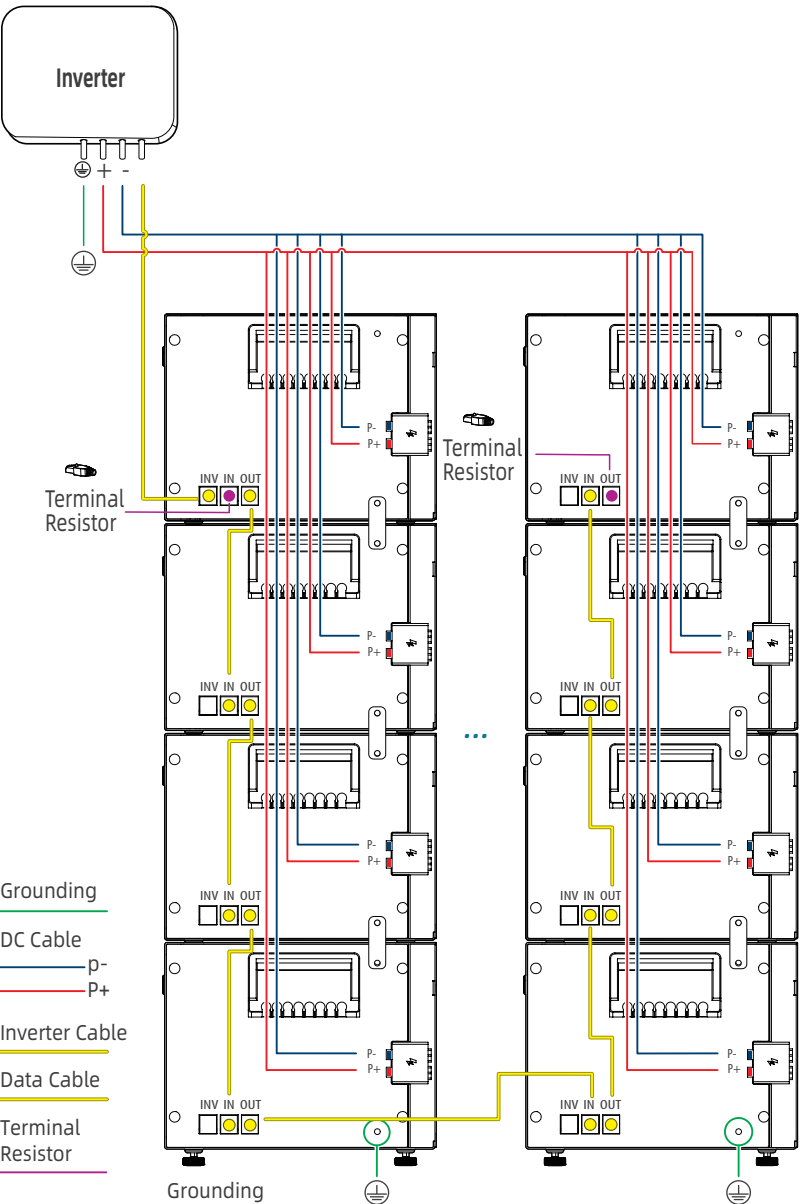 Inverter
+ -
P-
P+
P-
P+
Terminal
Resistor
Terminal
Resistor
INV IN OUT
INV IN OUT
P-
P+
P-
P+
INV IN OUT
INV IN OUT
...
P-
P+
P-
P+
Grounding
INV IN OUT
INV IN OUT
DC Cable
p-
P+
Inverter Cable
P-
P+
P-
P+
Data Cable
INV IN OUT
INV IN OUT
Terminal
Resistor
Grounding